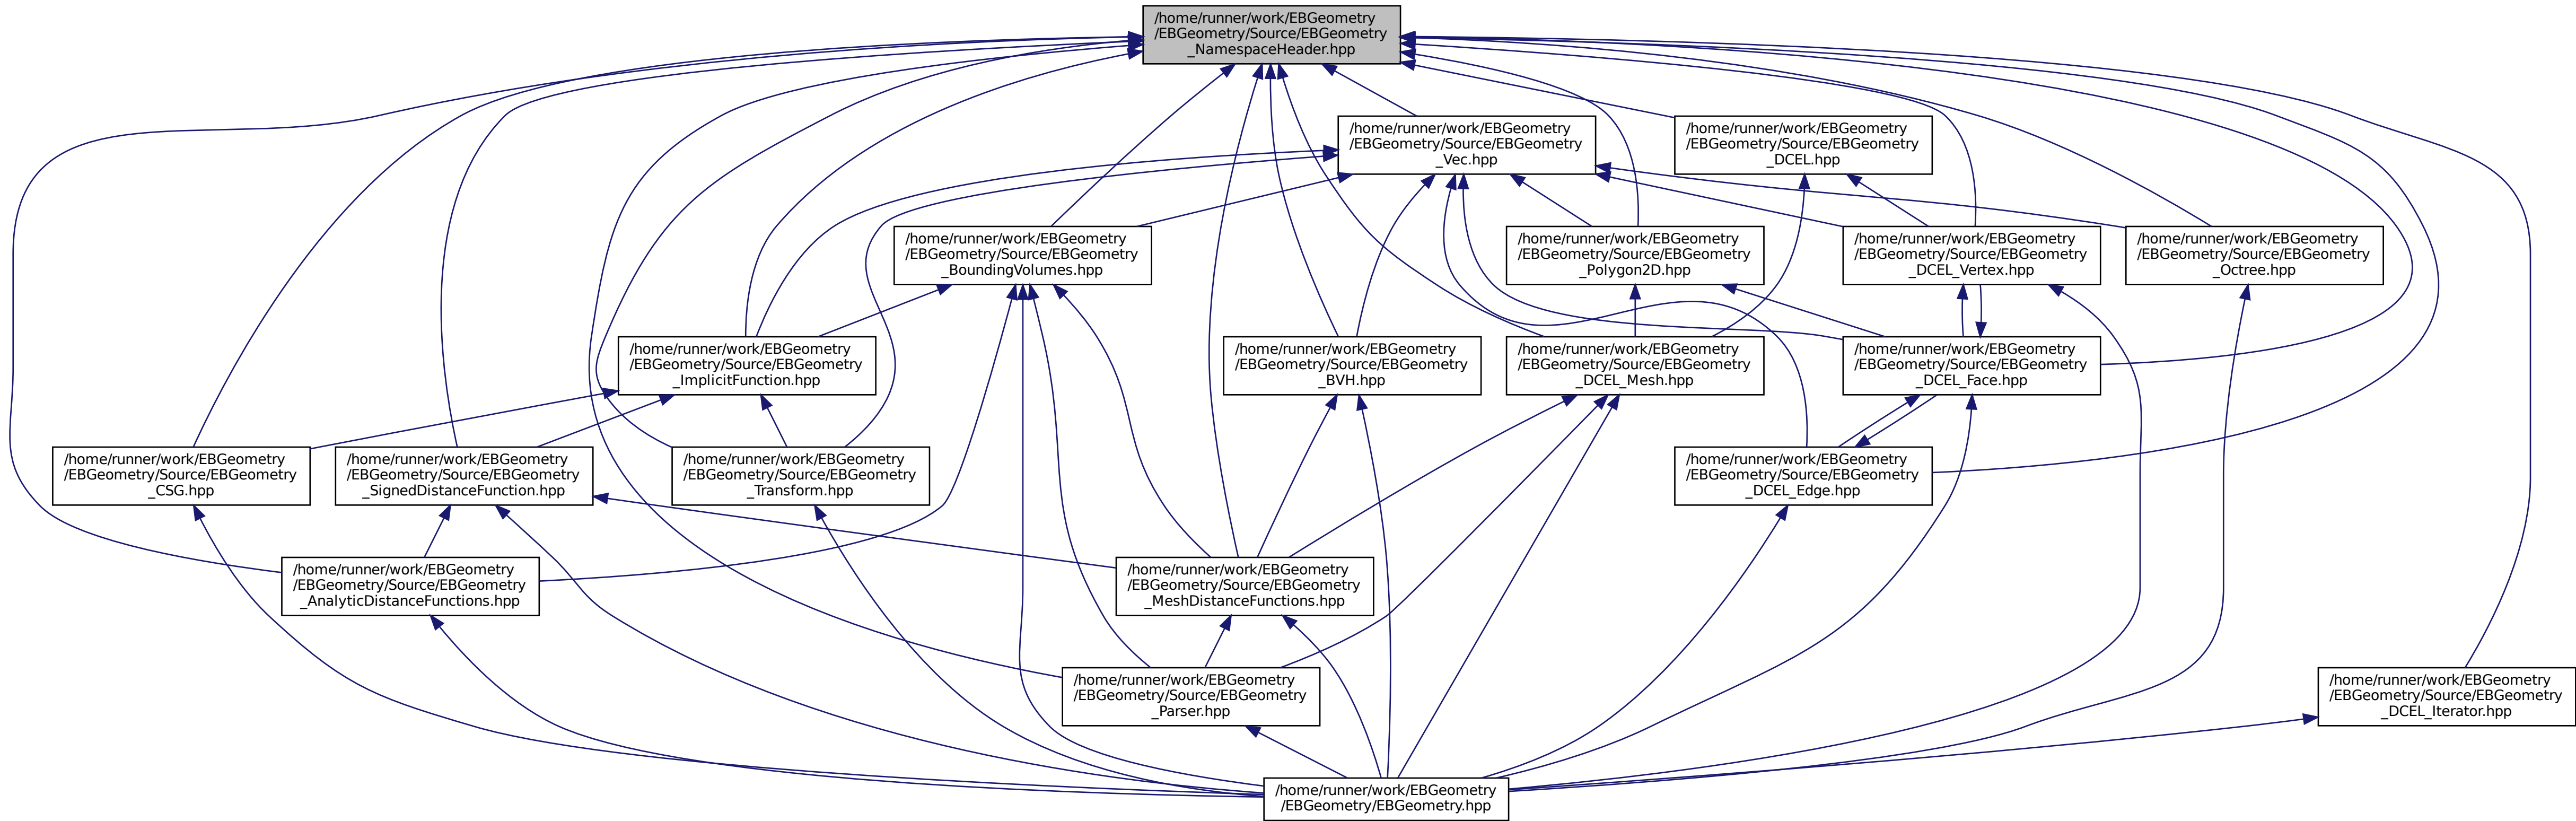 /home/runner/work/EBGeometry
/EBGeometry/Source/EBGeometry
_NamespaceHeader.hpp
/home/runner/work/EBGeometry
/EBGeometry/Source/EBGeometry
_Vec.hpp
/home/runner/work/EBGeometry
/EBGeometry/Source/EBGeometry
_DCEL.hpp
/home/runner/work/EBGeometry
/EBGeometry/Source/EBGeometry
_BoundingVolumes.hpp
/home/runner/work/EBGeometry
/EBGeometry/Source/EBGeometry
_Polygon2D.hpp
/home/runner/work/EBGeometry
/EBGeometry/Source/EBGeometry
_DCEL_Vertex.hpp
/home/runner/work/EBGeometry
/EBGeometry/Source/EBGeometry
_Octree.hpp
/home/runner/work/EBGeometry
/EBGeometry/Source/EBGeometry
_ImplicitFunction.hpp
/home/runner/work/EBGeometry
/EBGeometry/Source/EBGeometry
_BVH.hpp
/home/runner/work/EBGeometry
/EBGeometry/Source/EBGeometry
_DCEL_Mesh.hpp
/home/runner/work/EBGeometry
/EBGeometry/Source/EBGeometry
_DCEL_Face.hpp
/home/runner/work/EBGeometry
/EBGeometry/Source/EBGeometry
_CSG.hpp
/home/runner/work/EBGeometry
/EBGeometry/Source/EBGeometry
_SignedDistanceFunction.hpp
/home/runner/work/EBGeometry
/EBGeometry/Source/EBGeometry
_Transform.hpp
/home/runner/work/EBGeometry
/EBGeometry/Source/EBGeometry
_DCEL_Edge.hpp
/home/runner/work/EBGeometry
/EBGeometry/Source/EBGeometry
_AnalyticDistanceFunctions.hpp
/home/runner/work/EBGeometry
/EBGeometry/Source/EBGeometry
_MeshDistanceFunctions.hpp
/home/runner/work/EBGeometry
/EBGeometry/Source/EBGeometry
_Parser.hpp
/home/runner/work/EBGeometry
/EBGeometry/Source/EBGeometry
_DCEL_Iterator.hpp
/home/runner/work/EBGeometry
/EBGeometry/EBGeometry.hpp